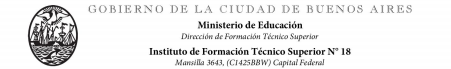 GOBIERNO DE LA CIUDAD DE BUENOS AIRES
Ministerio de Educación
Dirección de Formación Técnico Superior
Instituto de Formación Técnico Superior N° 18
Mansilla 3643, (C1425BBW) Capital Federal